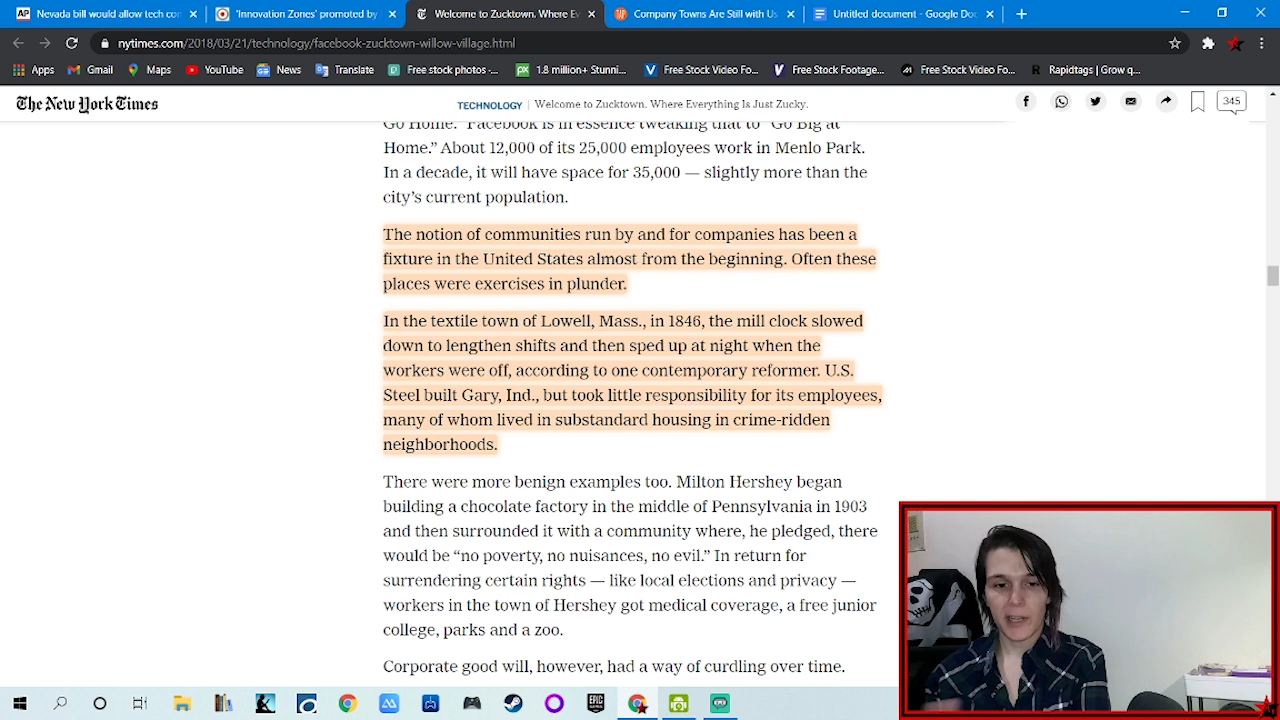 Nevada bill would allow tech con
'Innovation Zones' promoted by
Welcome to Zucktown. Where Ev
Company Towns Are Still with Us
Untitled document - Google Do
nytimes.com/2018/03/21/technology/facebook-zucktown-willow-village.html
Apps
Gmail
Maps
YouTube
News
Translate
Free stock photos -...
1.8 million+ Stunni...
Free Stock Video Fo...
Free Stock Footage...
Free Stock Video Fo...
Rapidtags | Grow q...
The New York Times
TECHNOLOGY | Welcome to Zucktown. Where Everything Is Just Zucky.
345
Go Home.” Facebook is in essence tweaking that to “Go Big at
Home.” About 12,000 of its 25,000 employees work in Menlo Park.
In a decade, it will have space for 35,000 — slightly more than the
city’s current population.
The notion of communities run by and for companies has been a
fixture in the United States almost from the beginning. Often these
places were exercises in plunder.
In the textile town of Lowell, Mass., in 1846, the mill clock slowed
down to lengthen shifts and then sped up at night when the
workers were off, according to one contemporary reformer. U.S.
Steel built Gary, Ind., but took little responsibility for its employees,
many of whom lived in substandard housing in crime-ridden
neighborhoods.
There were more benign examples too. Milton Hershey began
building a chocolate factory in the middle of Pennsylvania in 1903
and then surrounded it with a community where, he pledged, there
would be “no poverty, no nuisances, no evil.” In return for
surrendering certain rights — like local elections and privacy —
workers in the town of Hershey got medical coverage, a free junior
college, parks and a zoo.
Corporate good will, however, had a way of curdling over time.